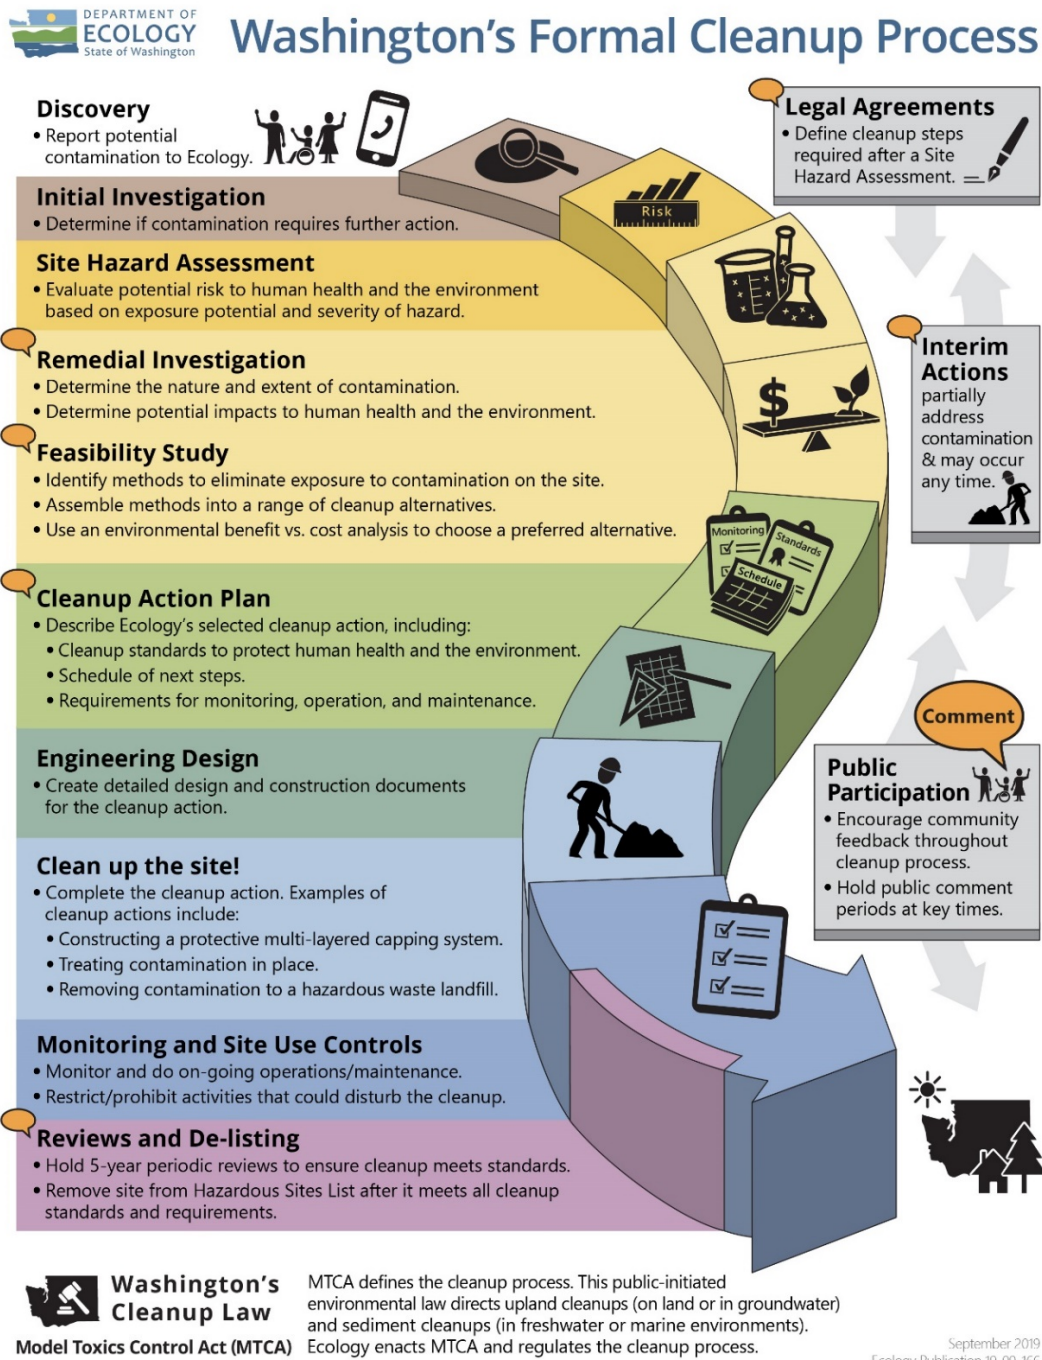 DEPARTMENT OF
ECOLOGY
State of Washington
Washington's Formal Cleanup Process
Discovery
• Report potential
contamination to Ecology.
Initial Investigation
• Determine if contamination requires further action.
Site Hazard Assessment
• Evaluate potential risk to human health and the environment
based on exposure potential and severity of hazard.
Remedial Investigation
• Determine the nature and extent of contamination.
• Determine potential impacts to human health and the environment.
Feasibility Study
• Identify methods to eliminate exposure to contamination on the site.
• Assemble methods into a range of cleanup alternatives.
• Use an environmental benefit vs. cost analysis to choose a preferred alternative.
Cleanup Action Plan
• Describe Ecology's selected cleanup action, including:
• Cleanup standards to protect human health and the environment.
• Schedule of next steps.
• Requirements for monitoring, operation, and maintenance.
Engineering Design
• Create detailed design and construction documents
for the cleanup action.
Clean up the site!
• Complete the cleanup action. Examples of
cleanup actions include:
• Constructing a protective multi-layered capping system.
• Treating contamination in place.
• Removing contamination to a hazardous waste landfill.
Monitoring and Site Use Controls
• Monitor and do on-going operations/maintenance.
• Restrict/prohibit activities that could disturb the cleanup.
Reviews and De-listing
• Hold 5-year periodic reviews to ensure cleanup meets standards.
• Remove site from Hazardous Sites List after it meets all cleanup
standards and requirements.
Risk
$
Monitoring
Standards
Schedule
Legal Agreements
• Define cleanup steps
required after a Site
Hazard Assessment.
Interim
Actions
partially
address
contamination
& may occur
any time.
Comment
Public
Participation
• Encourage community
feedback throughout
cleanup process.
• Hold public comment
periods at key times.
Washington's
Cleanup Law
Model Toxics Control Act (MTCA)
MTCA defines the cleanup process. This public-initiated
environmental law directs upland cleanups (on land or in groundwater)
and sediment cleanups (in freshwater or marine environments).
Ecology enacts MTCA and regulates the cleanup process.
September 2019
Ecology Publication 19-09-166